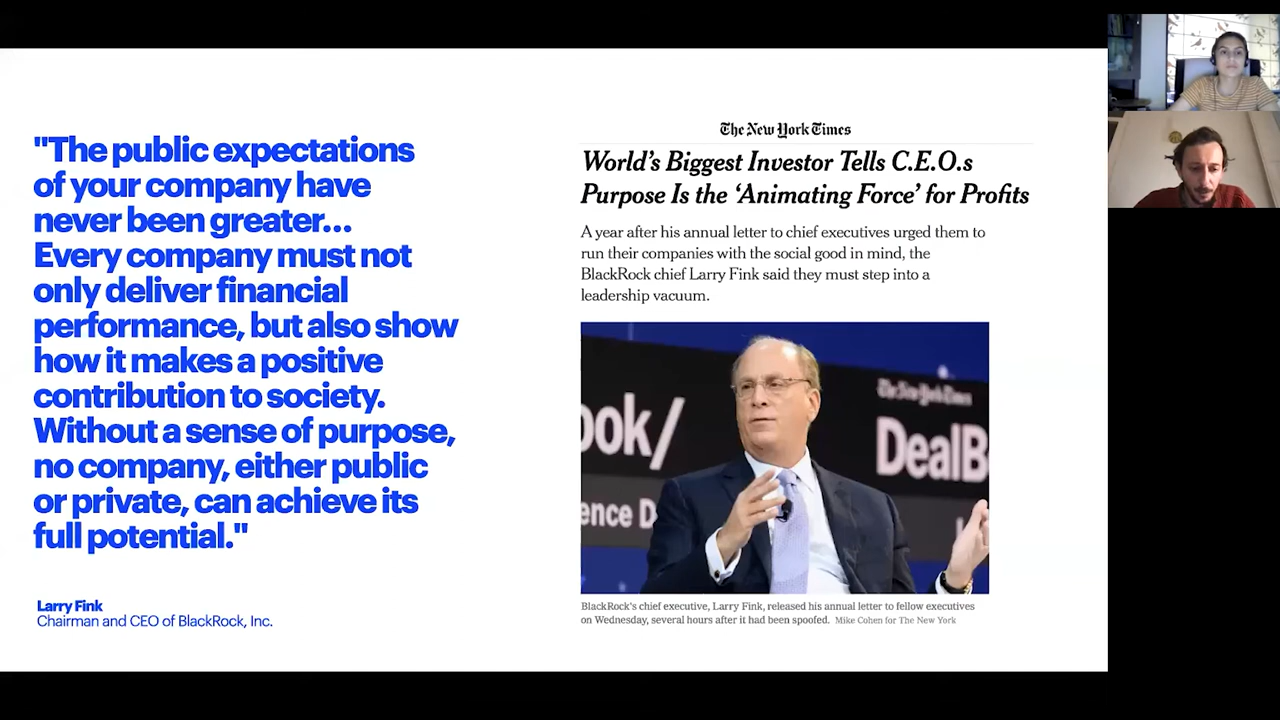 "The public expectations
of your company have
never been greater...
Every company must not
only deliver financial
performance, but also show
how it makes a positive
contribution to society.
Without a sense of purpose,
no company, either public
or private, can achieve its
full potential."
Larry Fink
Chairman and CEO of BlackRock, Inc.
The New York Times
World's Biggest Investor Tells C.E.O.s
Purpose Is the 'Animating Force' for Profits
A year after his annual letter to chief executives urged them to
run their companies with the social good in mind, the
BlackRock chief Larry Fink said they must step into a
leadership vacuum.
The New York Times
ook/
DealB
ence D
BlackRock's chief executive, Larry Fink, released his annual letter to fellow executives
on Wednesday, several hours after it had been spoofed. Mike Cohen for The New York